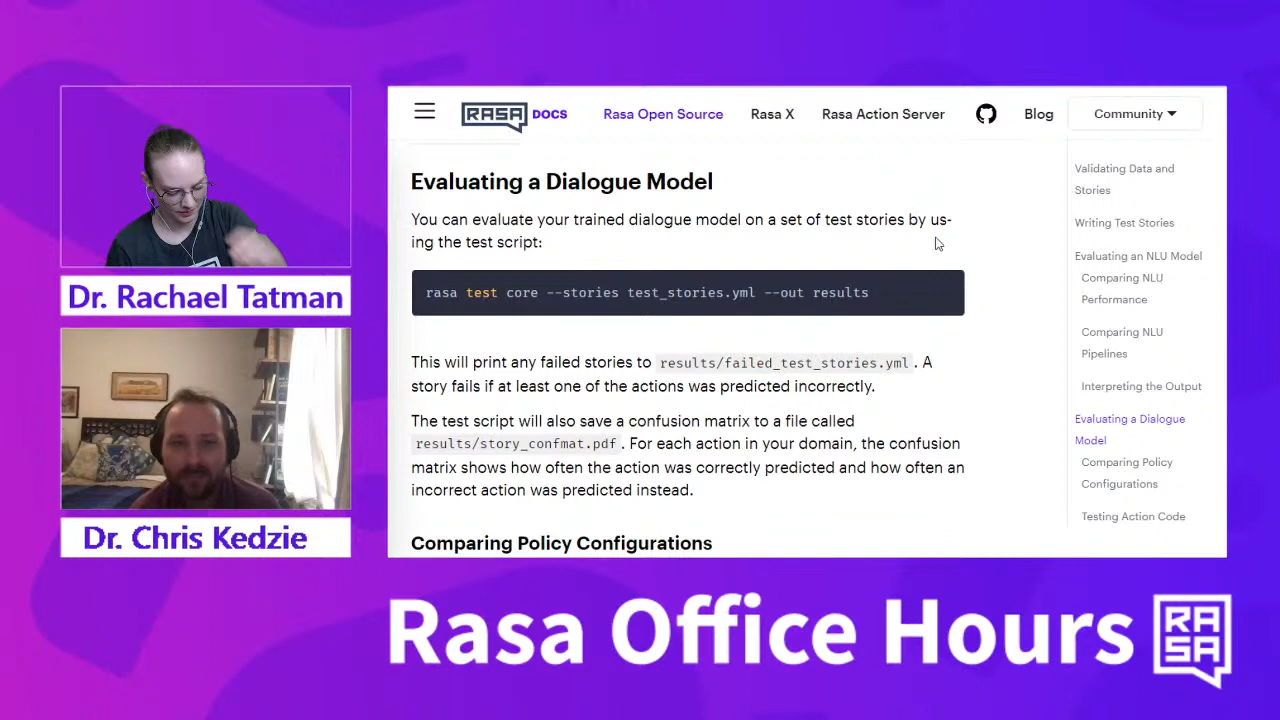 Dr. Rachael Tatman
Dr. Chris Kedzie
RASA DOCS Rasa Open Source Rasa X Rasa Action Server Blog Community
Evaluating a Dialogue Model
You can evaluate your trained dialogue model on a set of test stories by us-
ing the test script:
rasa test core --stories test_stories.yml --out results
This will print any failed stories to results/failed_test_stories.yml. A
story fails if at least one of the actions was predicted incorrectly.
The test script will also save a confusion matrix to a file called
results/story_confmat.pdf. For each action in your domain, the confusion
matrix shows how often the action was correctly predicted and how often an
incorrect action was predicted instead.
Comparing Policy Configurations
Validating Data and
Stories
Writing Test Stories
Evaluating an NLU Model
Comparing NLU
Performance
Comparing NLU
Pipelines
Interpreting the Output
Evaluating a Dialogue
Model
Comparing Policy
Configurations
Testing Action Code
Rasa Office Hours
RA
SA